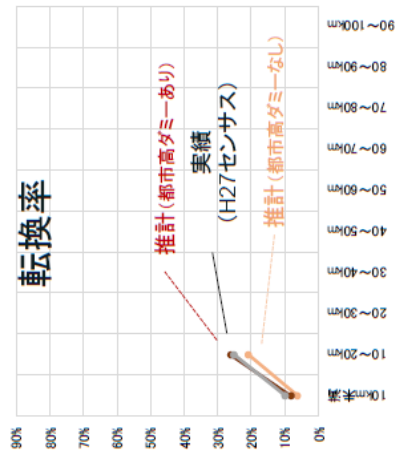 転換率
推計(都市高ダミーあり)
実績
(H27センサス)
推計(都市高ダミーなし)
90%
80%
70%
60%
50%
40%
30%
20%
10%
0%
10km未満
10～20km
20～30km
30～40km
40～50km
50～60km
60～70km
70～80km
80～90km
90～100km